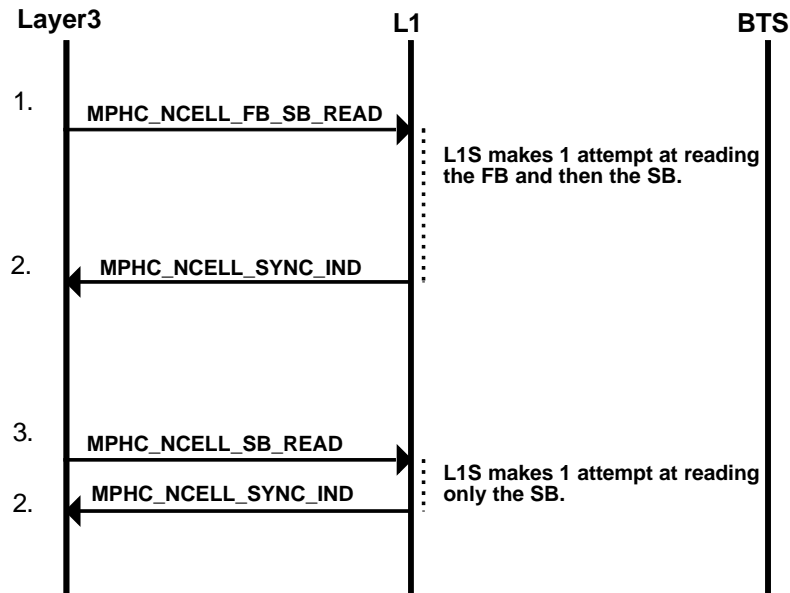 Layer3
L1
BTS
1.
MPHC_NCELL_FB_SB_READ
L1S makes 1 attempt at reading
the FB and then the SB.
2.
MPHC_NCELL_SYNC_IND
3.
MPHC_NCELL_SB_READ
L1S makes 1 attempt at reading
only the SB.
2.
MPHC_NCELL_SYNC_IND